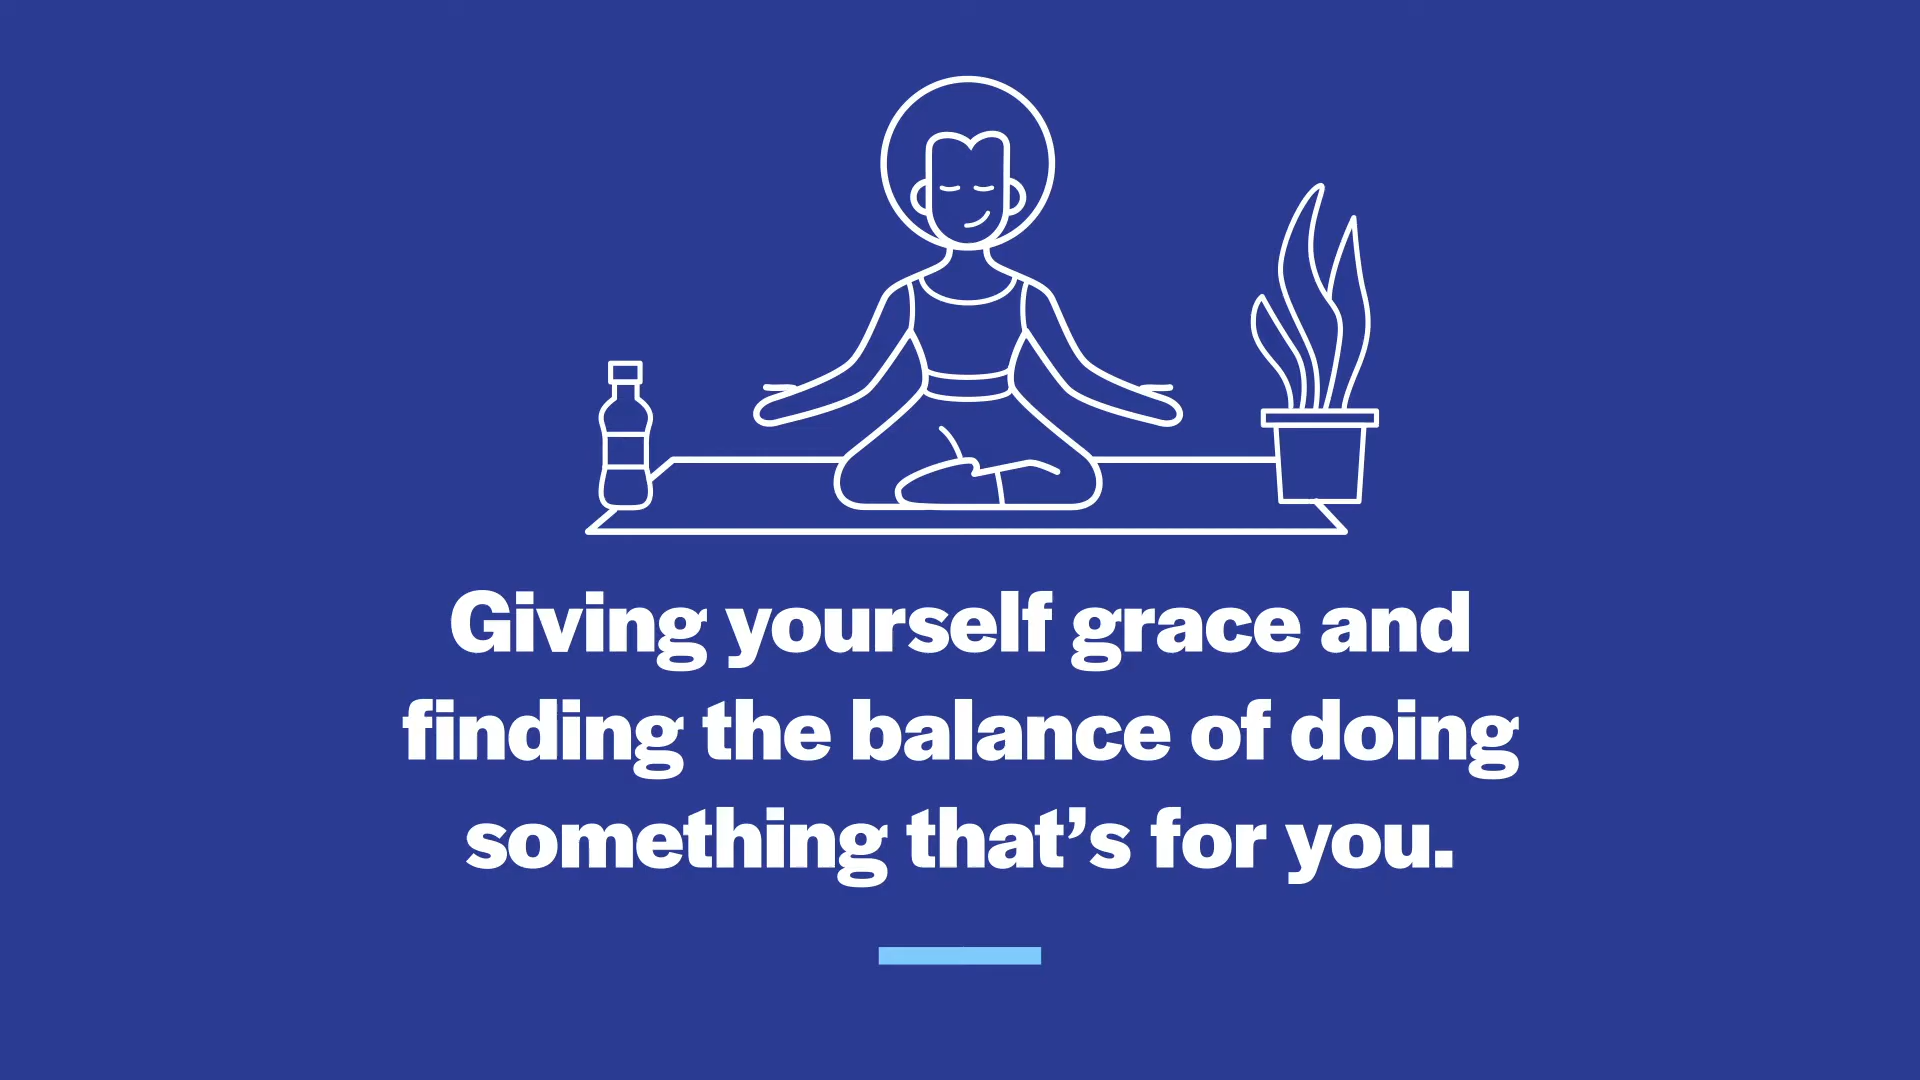 Giving yourself grace and
finding the balance of doing
something that’s for you.